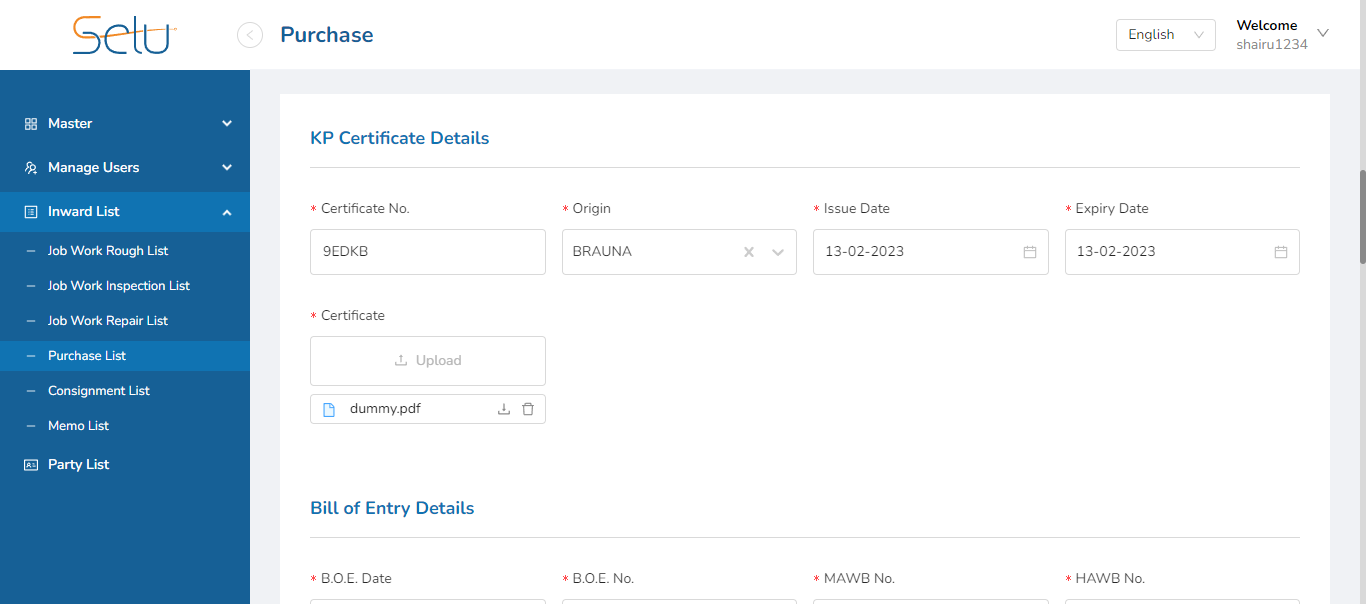 Selu
Purchase
English
Welcome
shairu1234
Master
Manage Users
Inward List
Job Work Rough List
Job Work Inspection List
Job Work Repair List
Purchase List
Consignment List
Memo List
Party List
KP Certificate Details
* Certificate No.
* Origin
* Issue Date
* Expiry Date
9EDKB
BRAUNA
13-02-2023
13-02-2023
* Certificate
Upload
dummy.pdf
Bill of Entry Details
* B.O.E. Date
* B.O.E. No.
* MAWB No.
* HAWB No.